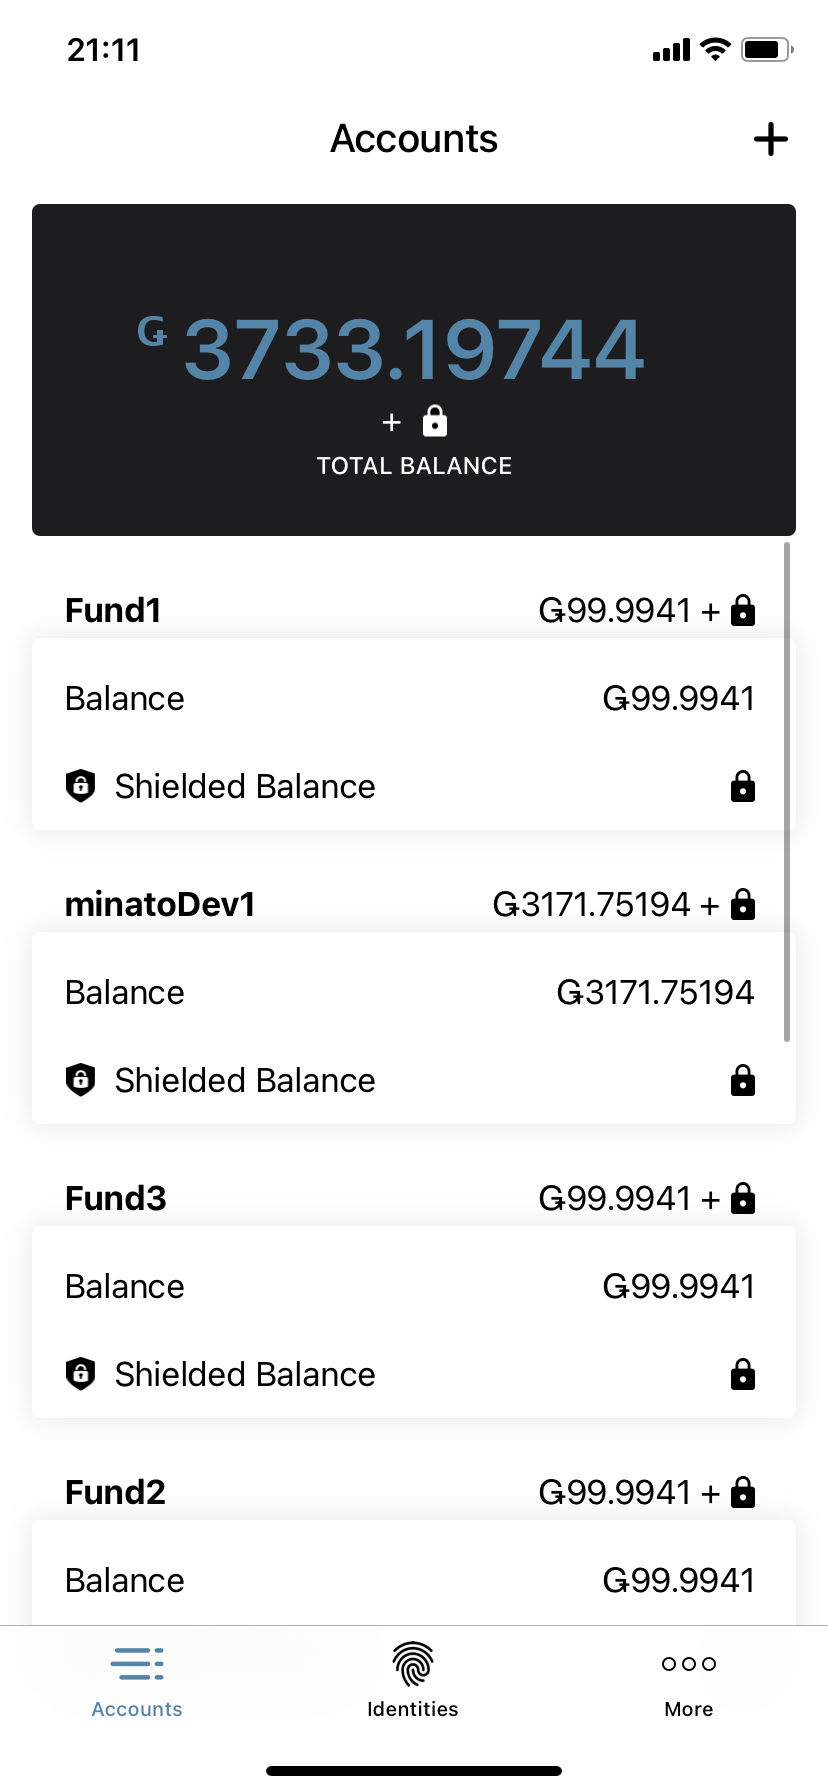 21:11
Accounts
Ǥ 3733.19744
+
TOTAL BALANCE
Fund1 Ǥ99.9941 +
Balance Ǥ99.9941
Shielded Balance
minatoDev1 Ǥ3171.75194 +
Balance Ǥ3171.75194
Shielded Balance
Fund3 Ǥ99.9941 +
Balance Ǥ99.9941
Shielded Balance
Fund2 Ǥ99.9941 +
Balance Ǥ99.9941
Accounts Identities More